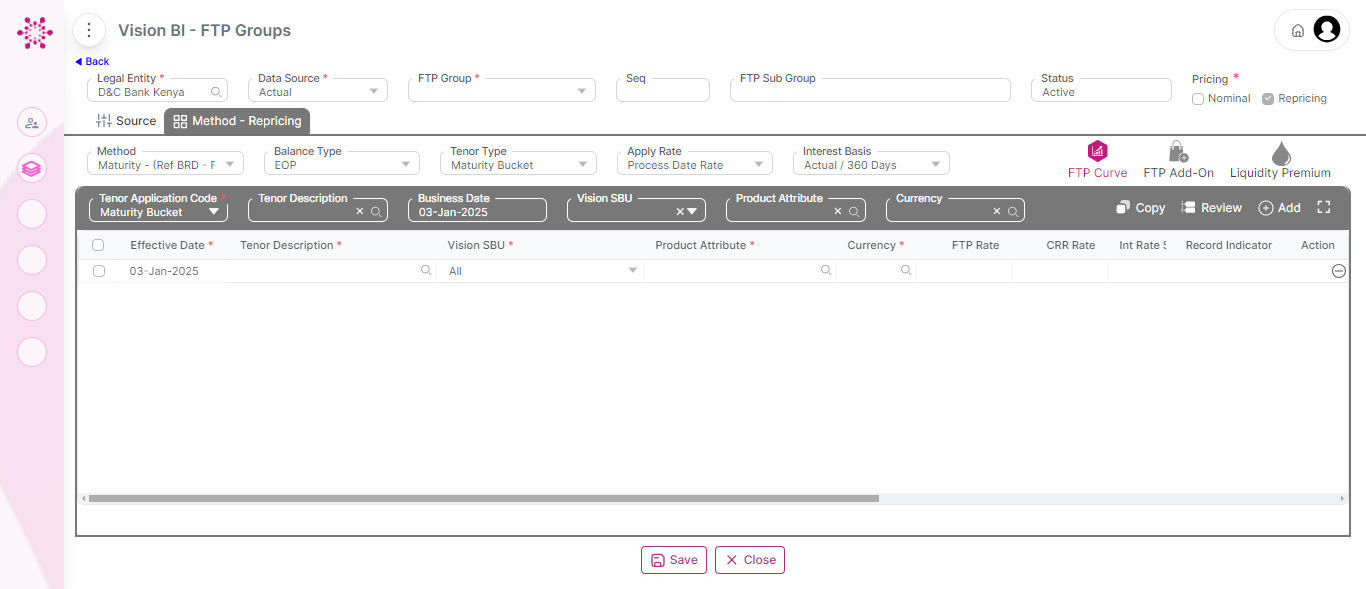 Vision BI - FTP Groups
Back
Legal Entity *
D&C Bank Kenya
Data Source *
Actual
FTP Group *
Seq
FTP Sub Group
Status
Active
Pricing *
Nominal
Repricing
Source
Method - Repricing
Method
Maturity - (Ref BRD - F
Balance Type
EOP
Tenor Type
Maturity Bucket
Apply Rate
Process Date Rate
Interest Basis
Actual / 360 Days
FTP Curve
FTP Add-On
Liquidity Premium
Tenor Application Code *
Maturity Bucket
Tenor Description
Business Date
03-Jan-2025
Vision SBU
Product Attribute
Currency
Copy
Review
Add
Effective Date * Tenor Description * Vision SBU * Product Attribute * Currency * FTP Rate CRR Rate Int Rate S Record Indicator Action
03-Jan-2025 All
Save
Close